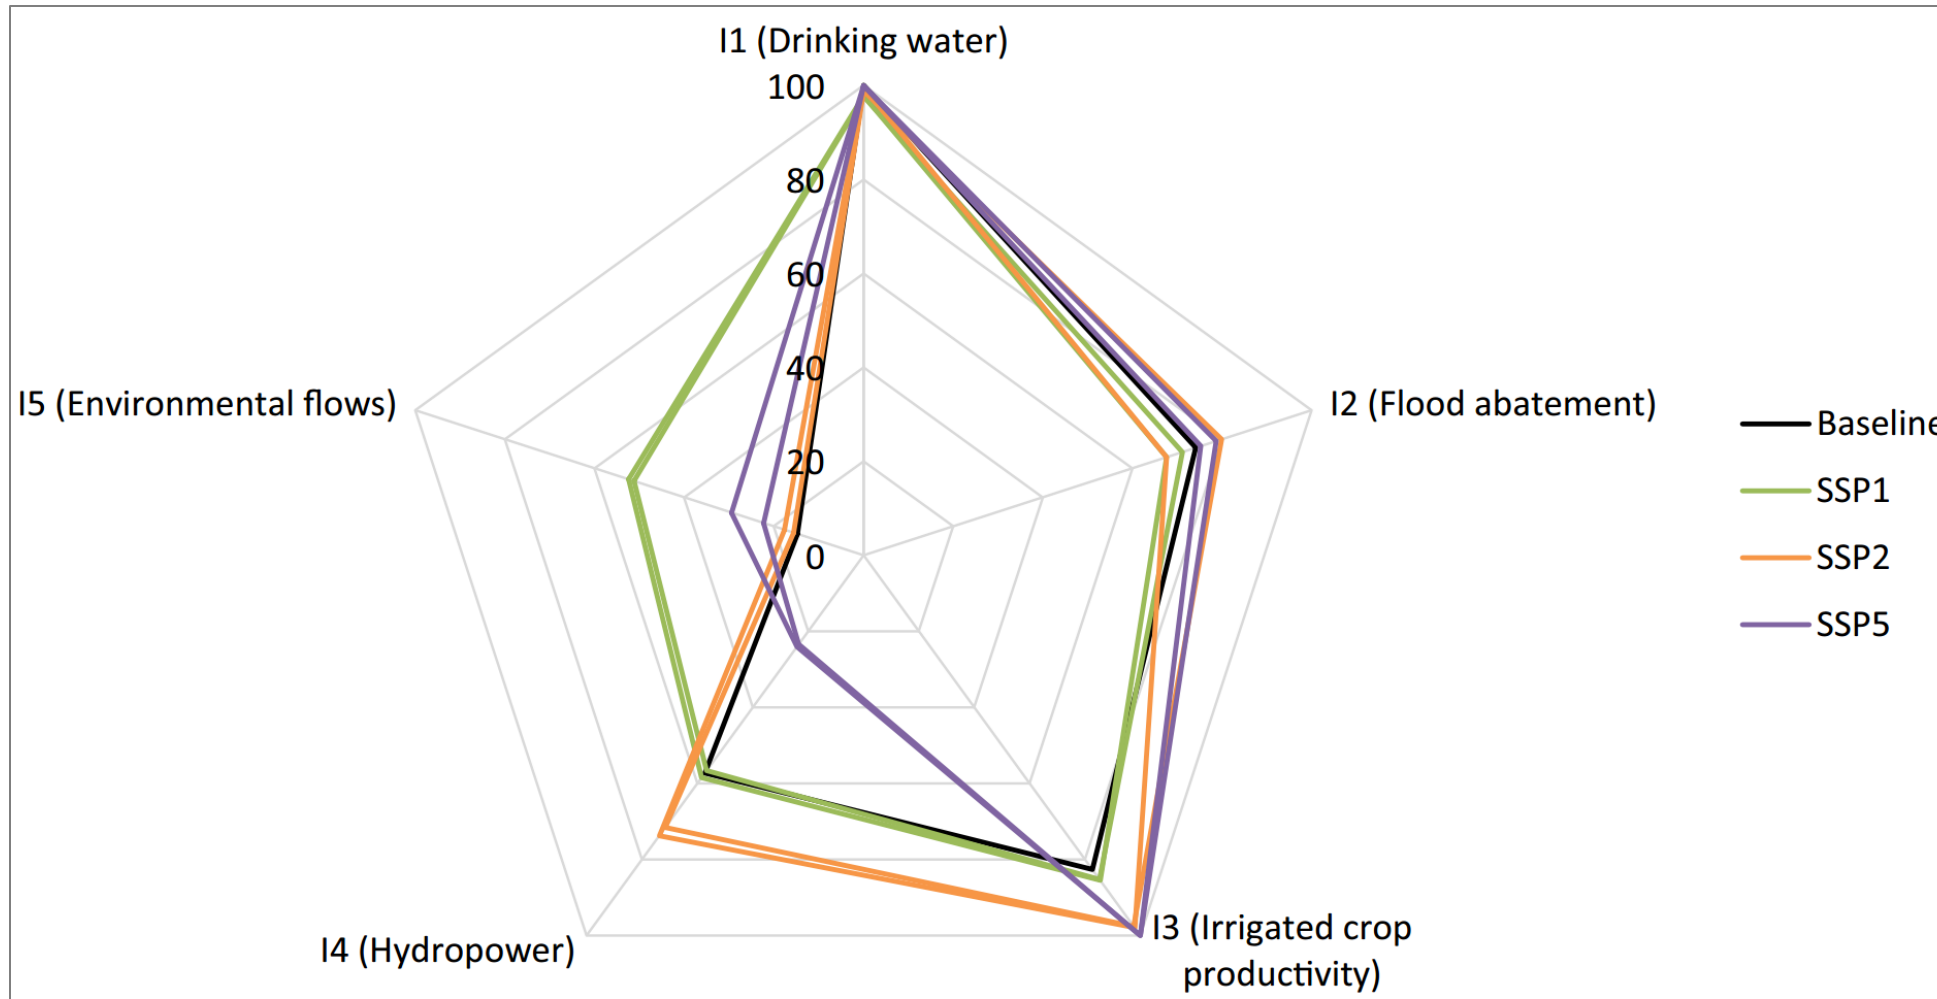 I1 (Drinking water)
100
80
60
40
20
0
I5 (Environmental flows)
I2 (Flood abatement)
I4 (Hydropower)
I3 (Irrigated crop
productivity)
Baseline
SSP1
SSP2
SSP5